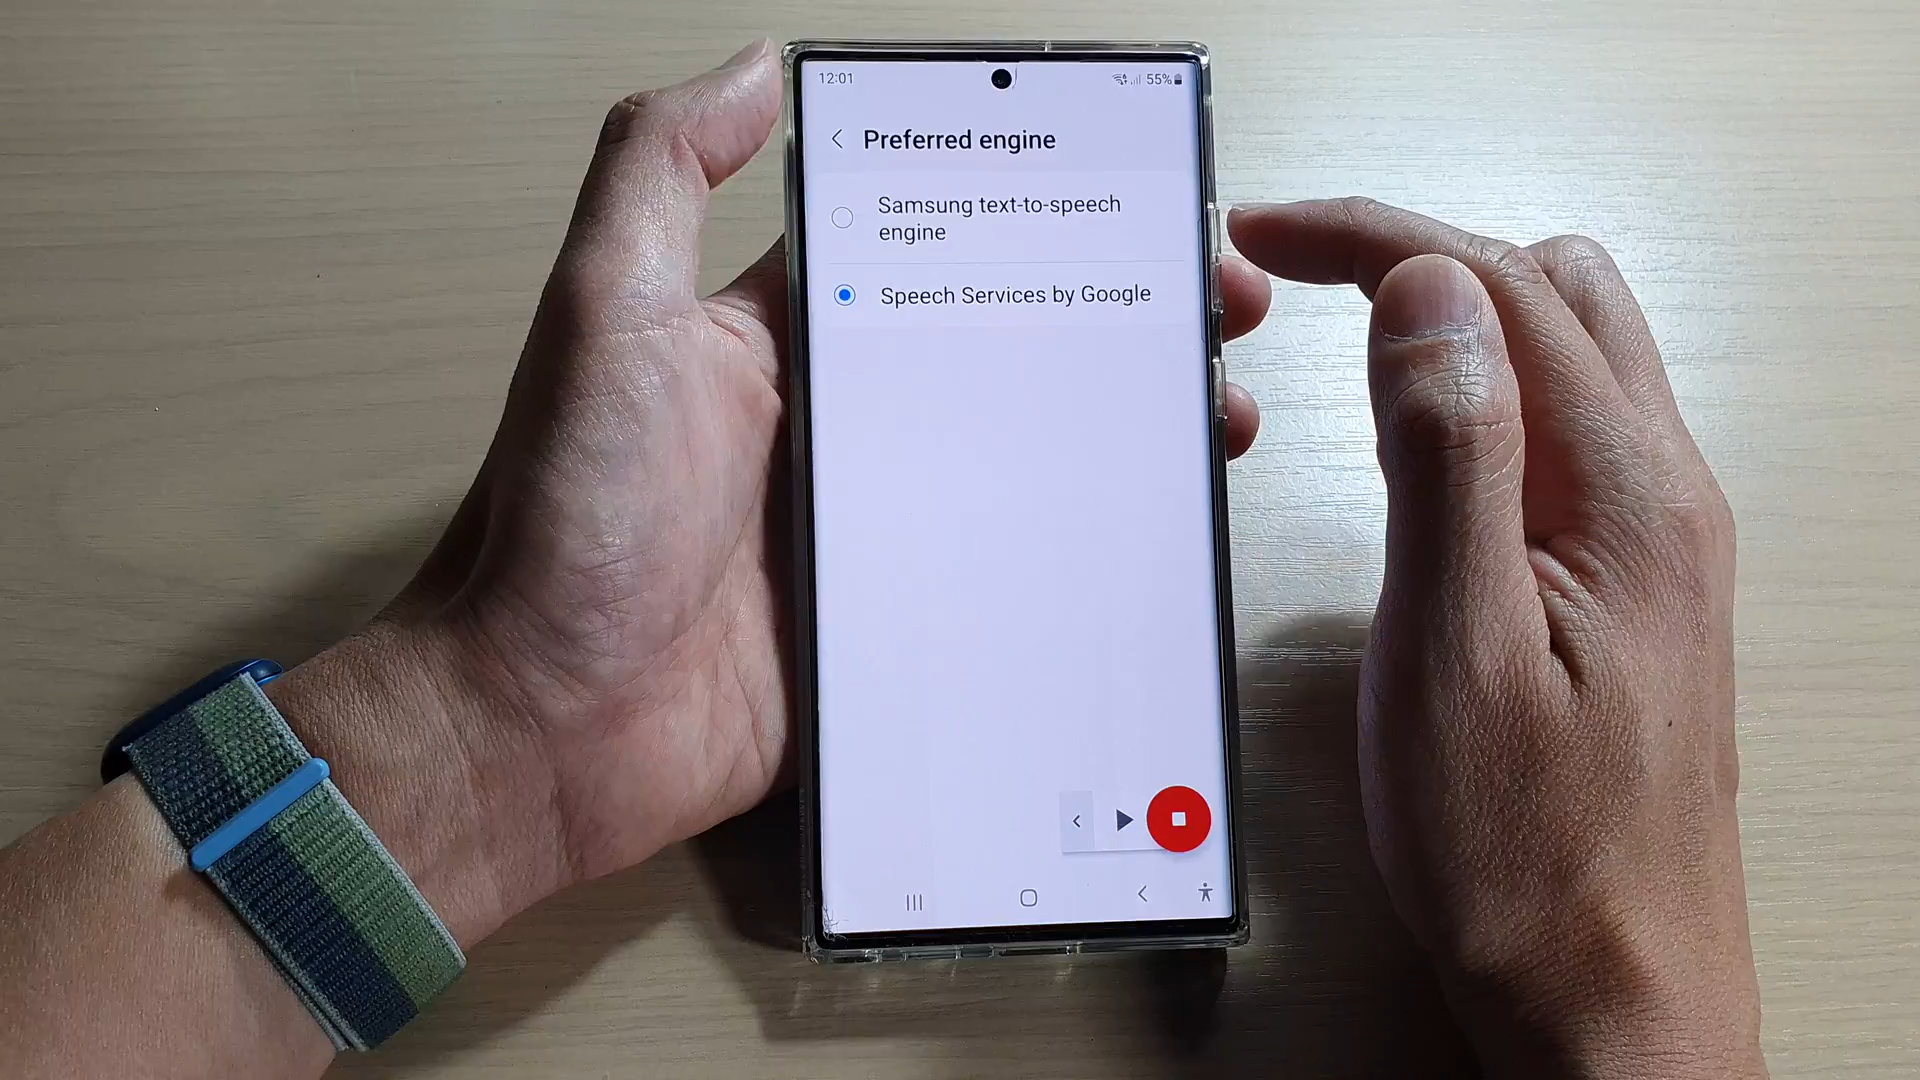 12:01
55%
Preferred engine
Samsung text-to-speech
engine
Speech Services by Google